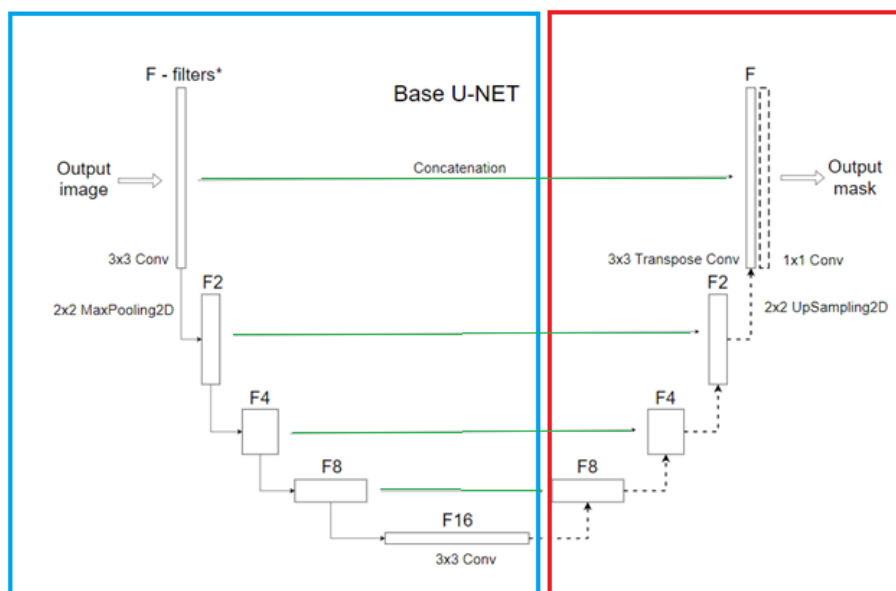 F - filters*
Base U-NET
F
Output
image
Concatenation
Output
mask
3x3 Conv
3x3 Transpose Conv
1x1 Conv
F2
F2
2x2 MaxPooling2D
2x2 UpSampling2D
F4
F4
F8
F8
F16
3x3 Conv